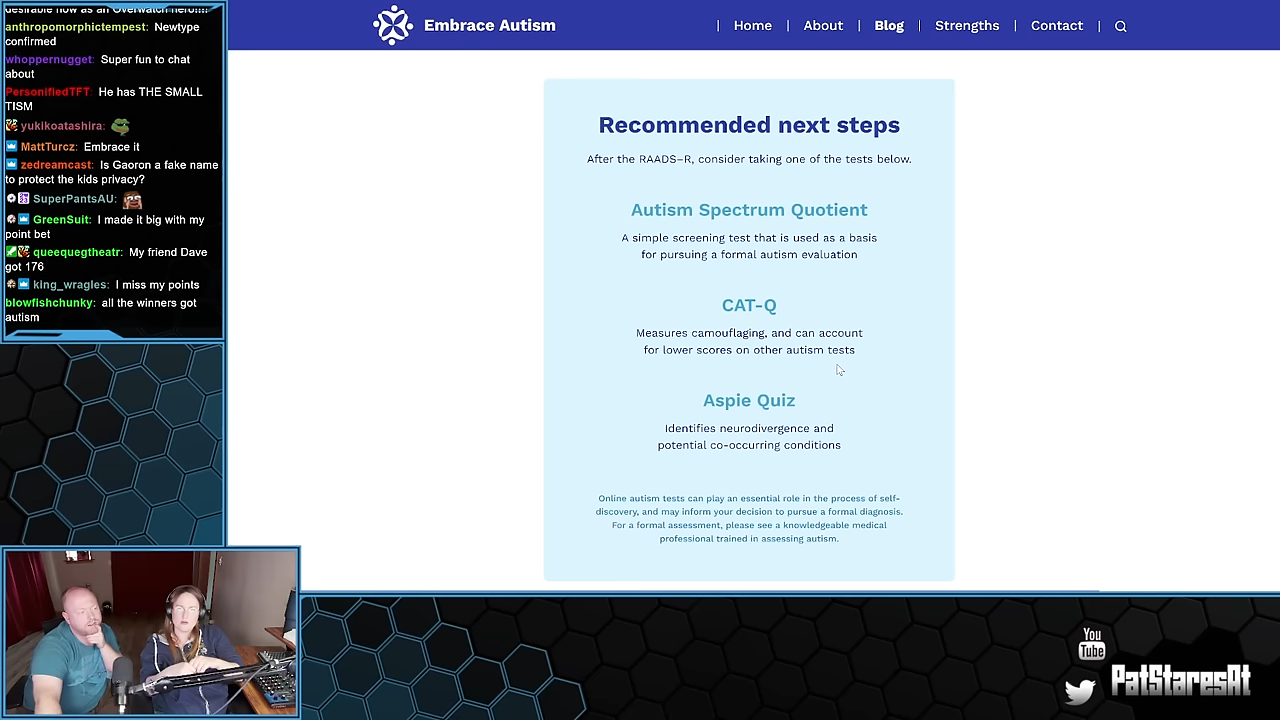 desirable now as an Overwatch hero!!!!
anthropomorphictempest: Newtype
confirmed
whoppernugget: Super fun to chat
about
PersonifiedTFT: He has THE SMALL
TISM
yukikoatashira:
MattTurcz: Embrace it
zedreamcast: Is Gaoron a fake name
to protect the kids privacy?
SuperPantsAU:
GreenSuit: I made it big with my
point bet
queequegtheatr: My friend Dave
got 176
king_wragles: I miss my points
blowfishchunky: all the winners got
autism
Embrace Autism
Home | About | Blog | Strengths | Contact
Recommended next steps
After the RAADS–R, consider taking one of the tests below.
Autism Spectrum Quotient
A simple screening test that is used as a basis
for pursuing a formal autism evaluation
CAT-Q
Measures camouflaging, and can account
for lower scores on other autism tests
Aspie Quiz
Identifies neurodivergence and
potential co-occurring conditions
Online autism tests can play an essential role in the process of self-
discovery, and may inform your decision to pursue a formal diagnosis.
For a formal assessment, please see a knowledgeable medical
professional trained in assessing autism.
You
Tube
PatStaresAt